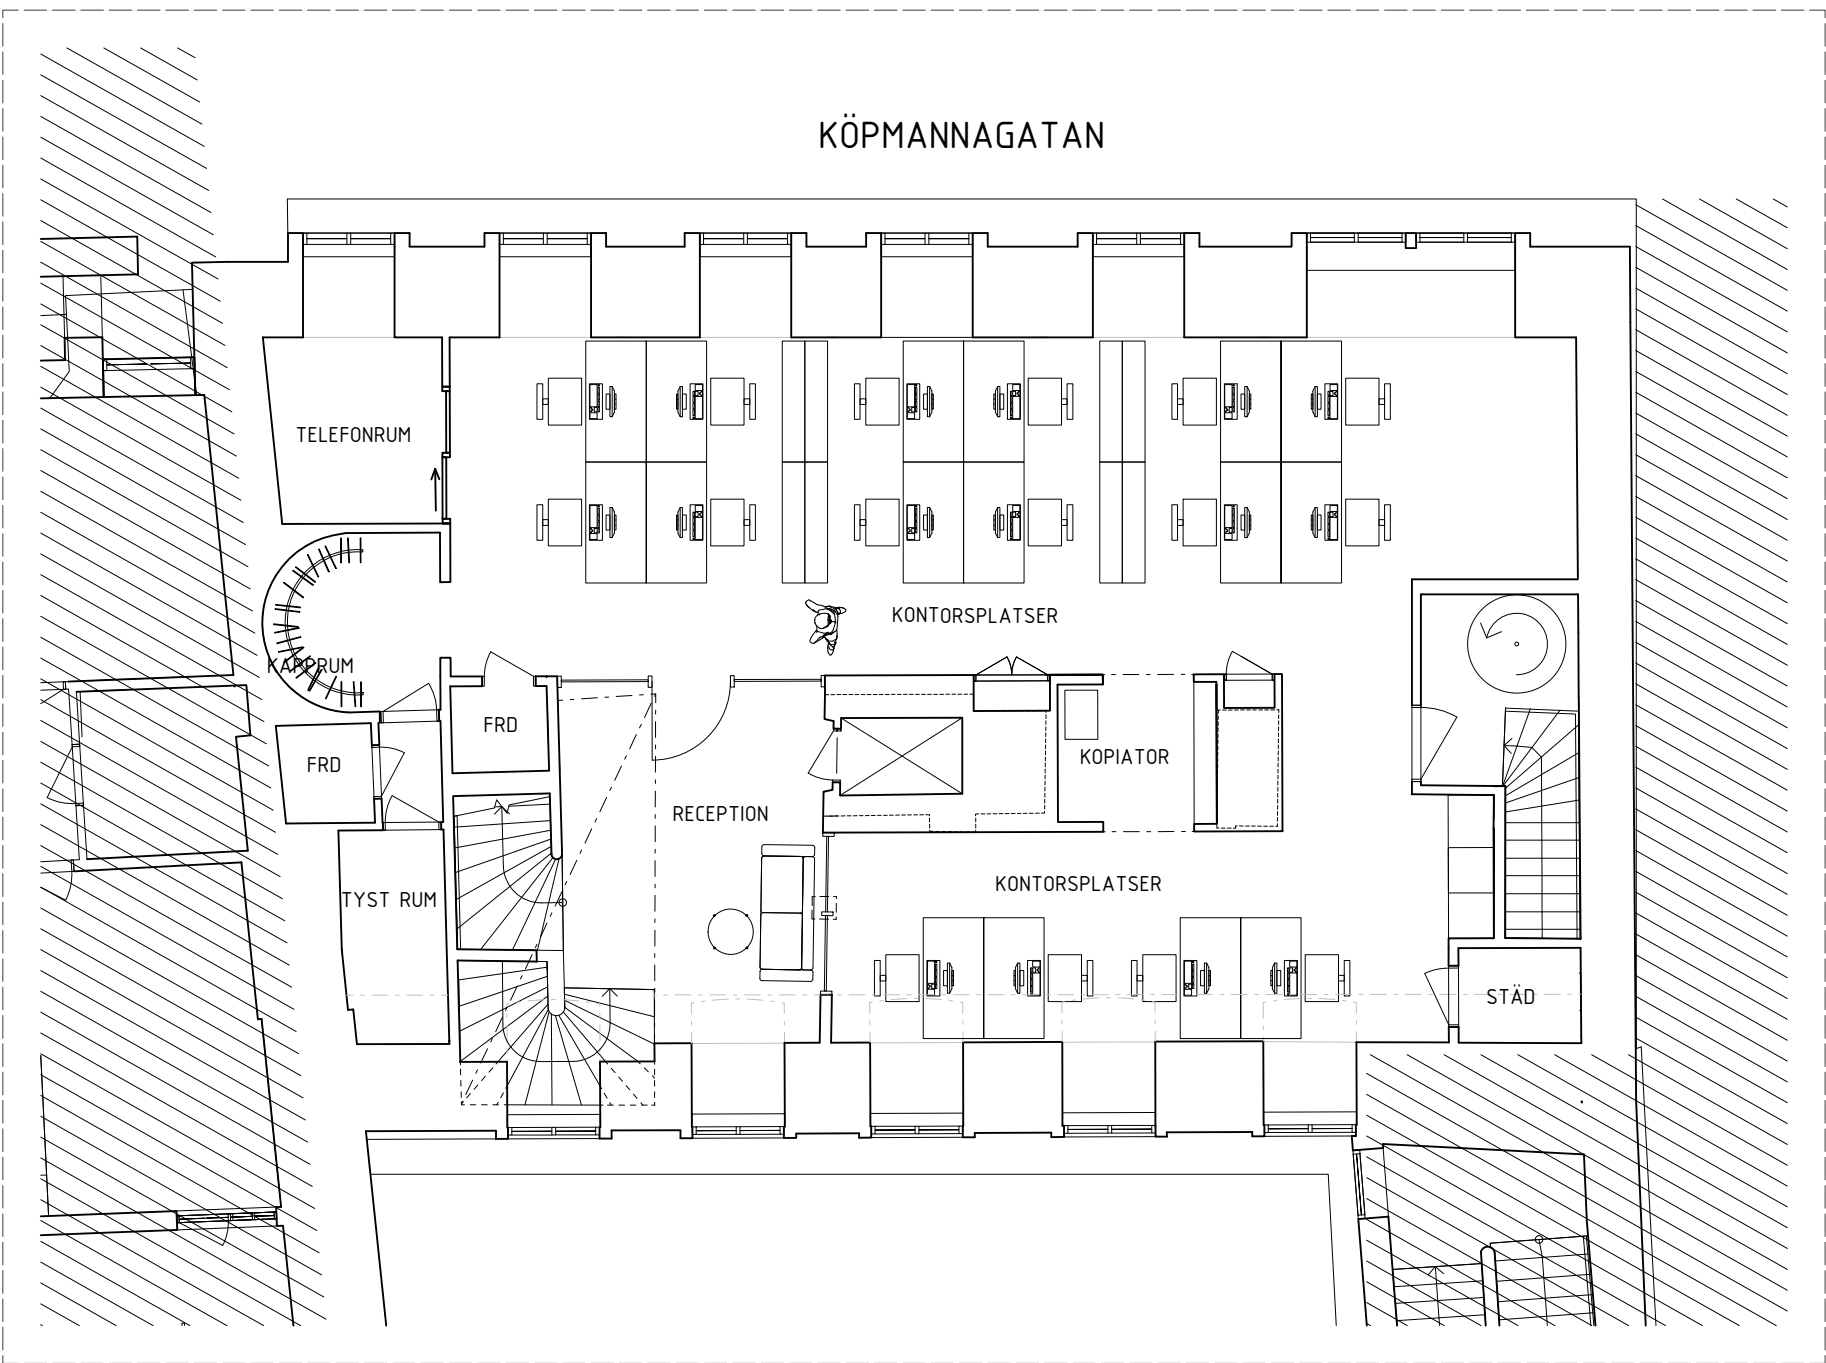 KÖPMANNAGATAN
TELEFONRUM
KONTORSPLATSER
KAPPRUM
FRD
FRD
KOPIATOR
RECEPTION
KONTORSPLATSER
TYST RUM
STÄD